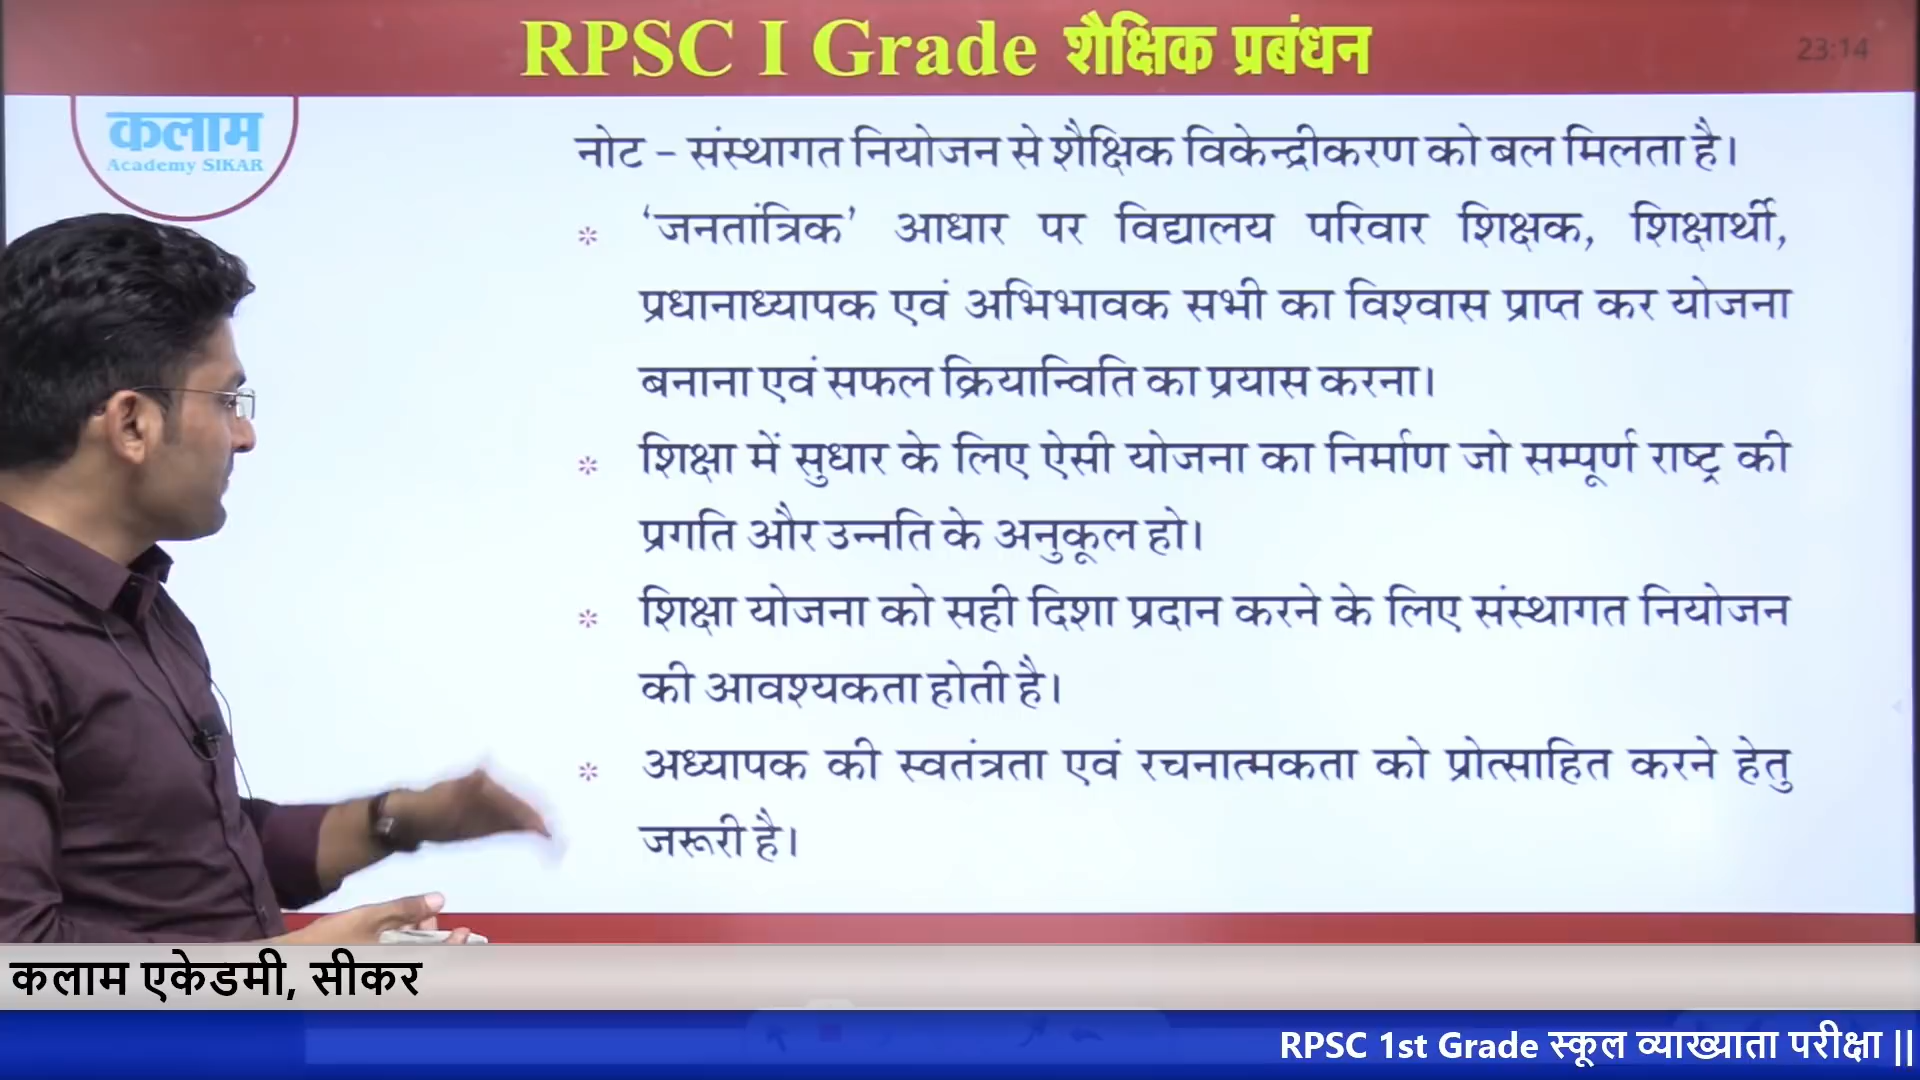 RPSC I Grade शैक्षिक प्रबंधन
23:14
कलाम
Academy SIKAR
नोट – संस्थागत नियोजन से शैक्षिक विकेन्द्रीकरण को बल मिलता है।
* ‘जनतांत्रिक’ आधार पर विद्यालय परिवार शिक्षक, शिक्षार्थी,
प्रधानाध्यापक एवं अभिभावक सभी का विश्वास प्राप्त कर योजना
बनाना एवं सफल क्रियान्विति का प्रयास करना।
* शिक्षा में सुधार के लिए ऐसी योजना का निर्माण जो सम्पूर्ण राष्ट्र की
प्रगति और उन्नति के अनुकूल हो।
* शिक्षा योजना को सही दिशा प्रदान करने के लिए संस्थागत नियोजन
की आवश्यकता होती है।
* अध्यापक की स्वतंत्रता एवं रचनात्मकता को प्रोत्साहित करने हेतु
जरूरी है।
कलाम एकेडमी, सीकर
RPSC 1st Grade स्कूल व्याख्याता परीक्षा ||